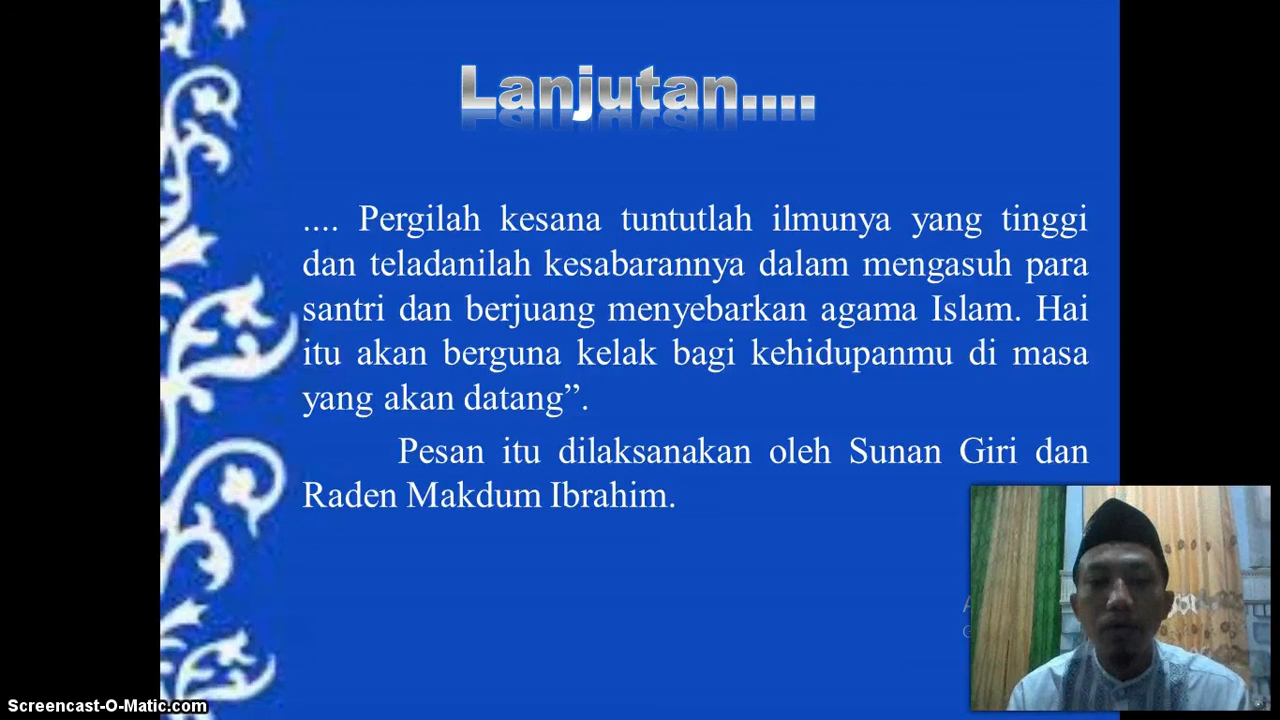 Lanjutan....
.... Pergilah kesana tuntutlah ilmunya yang tinggi
dan teladanilah kesabarannya dalam mengasuh para
santri dan berjuang menyebarkan agama Islam. Hai
itu akan berguna kelak bagi kehidupanmu di masa
yang akan datang”.
Pesan itu dilaksanakan oleh Sunan Giri dan
Raden Makdum Ibrahim.
Screencast-O-Matic.com